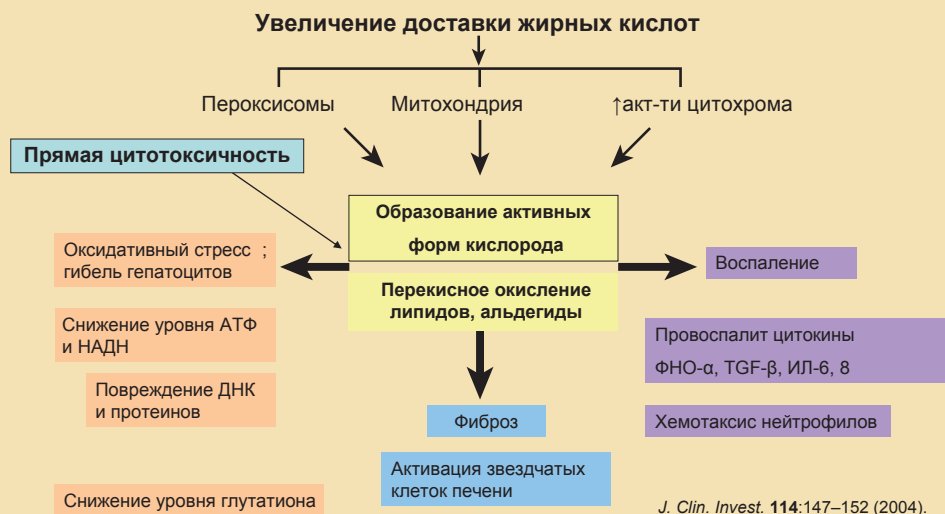 Увеличение доставки жирных кислот
Пероксисомы
Митохондрия
↑акт-ти цитохрома
Прямая цитотоксичность
Образование активных
форм кислорода
Оксидативный стресс ;
гибель гепатоцитов
Воспаление
Перекисное окисление
липидов, альдегиды
Снижение уровня АТФ
и НАДН
Провоспалит цитокины
ФНО-α, TGF-β, ИЛ-6, 8
Повреждение ДНК
и протеинов
Фиброз
Хемотаксис нейтрофилов
Активация звездчатых
клеток печени
Снижение уровня глутатиона
J. Clin. Invest. 114:147–152 (2004).